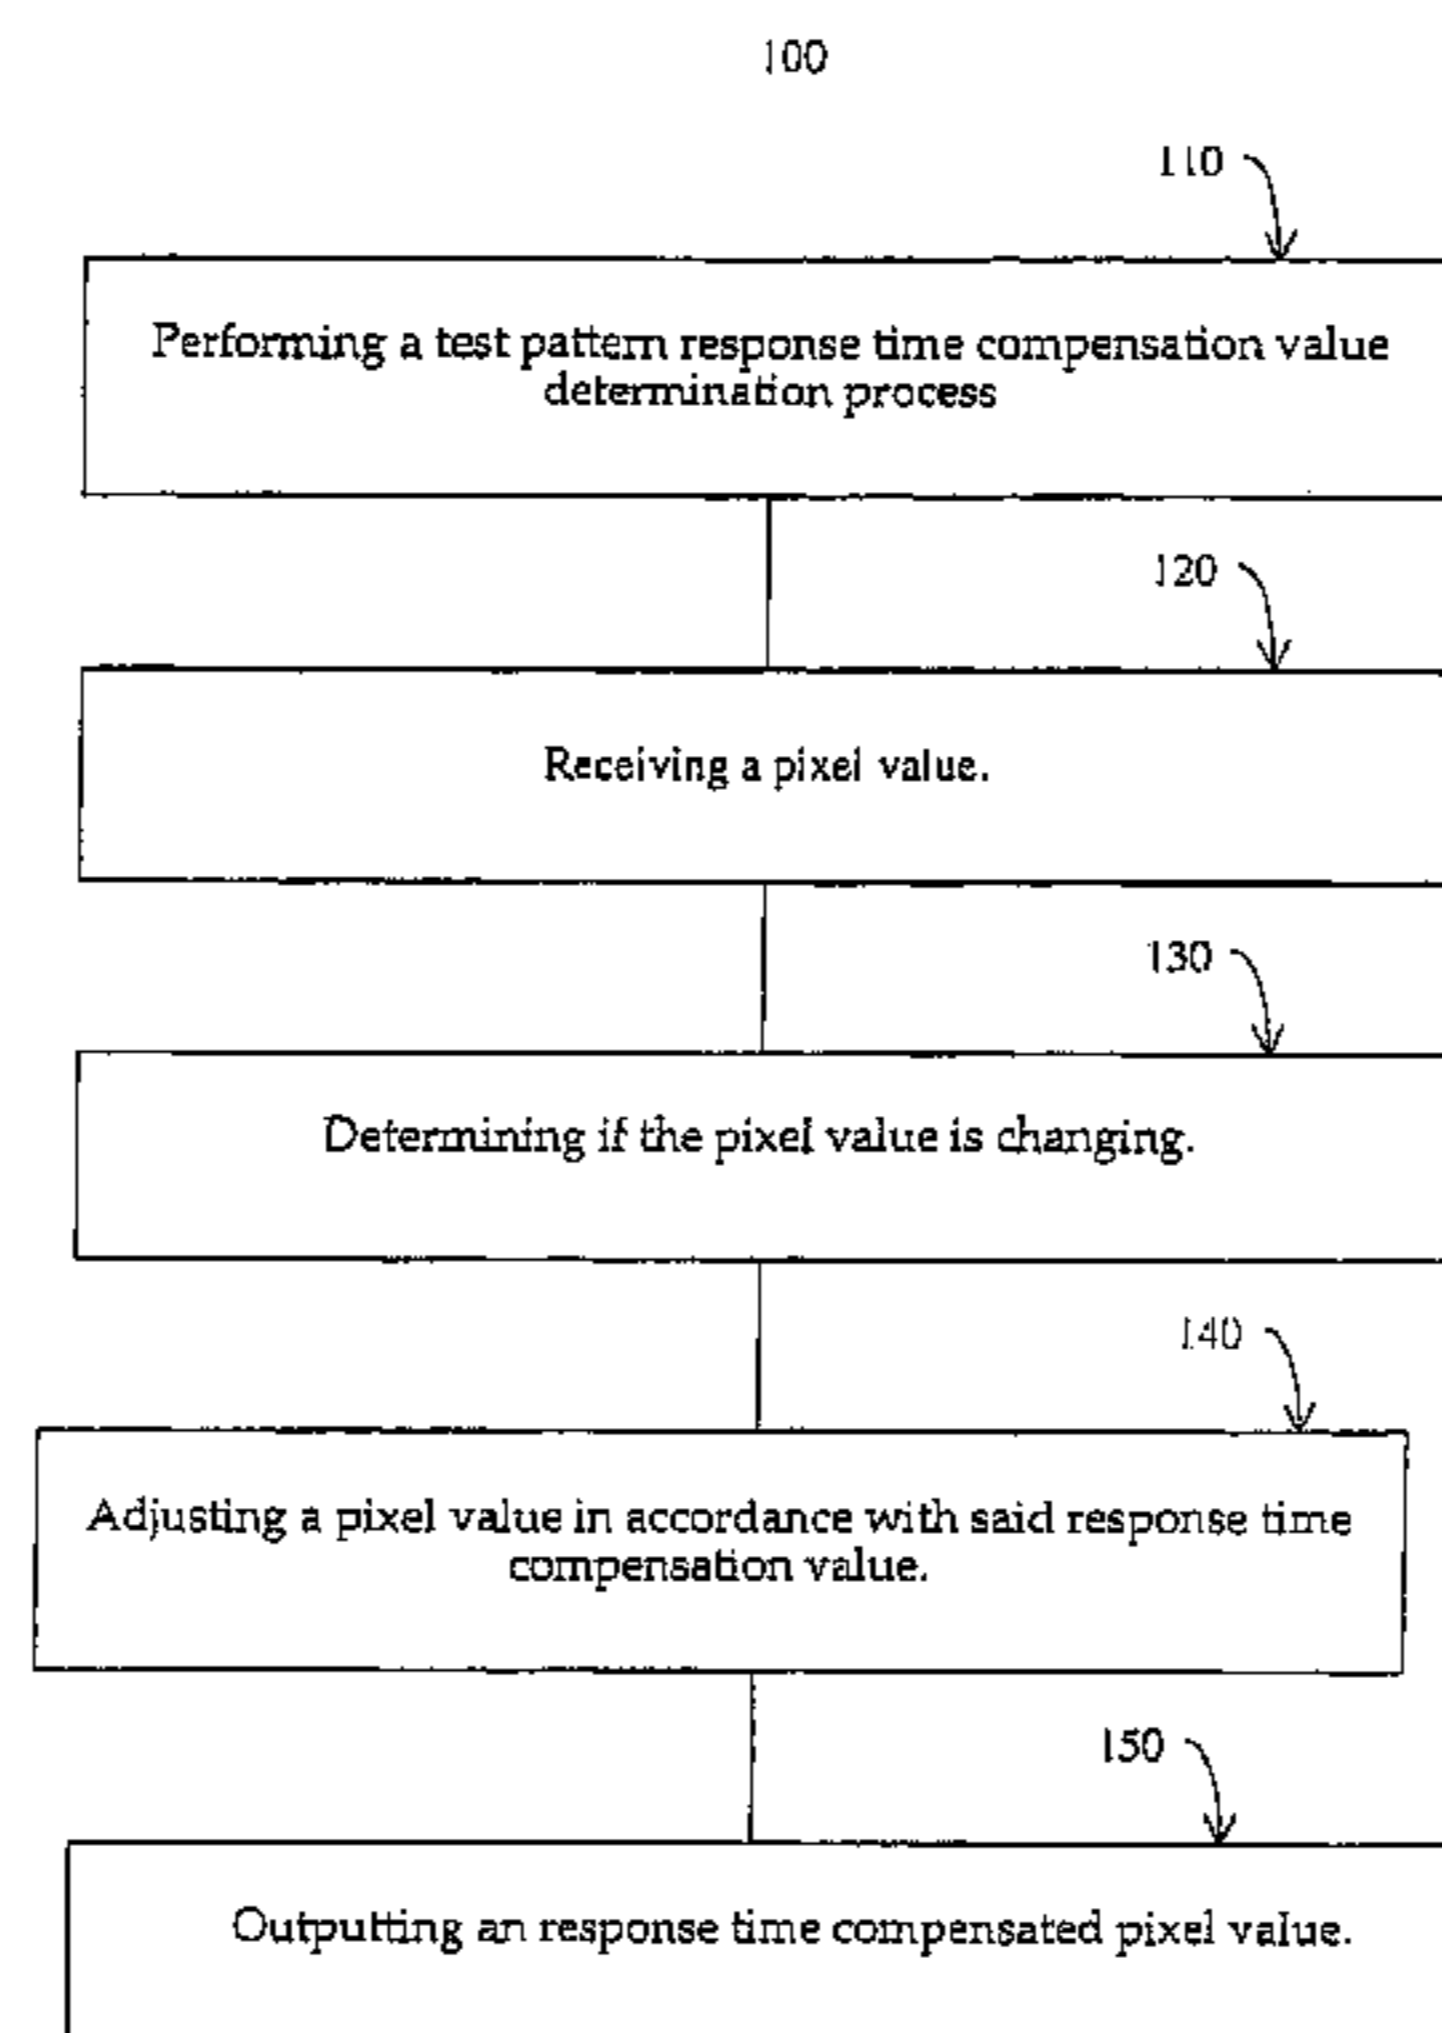 100
110
Performing a test pattern response time compensation value
determination process
120
Receiving a pixel value.
130
Determining if the pixel value is changing.
140
Adjusting a pixel value in accordance with said response time
compensation value.
150
Outputting an response time compensated pixel value.